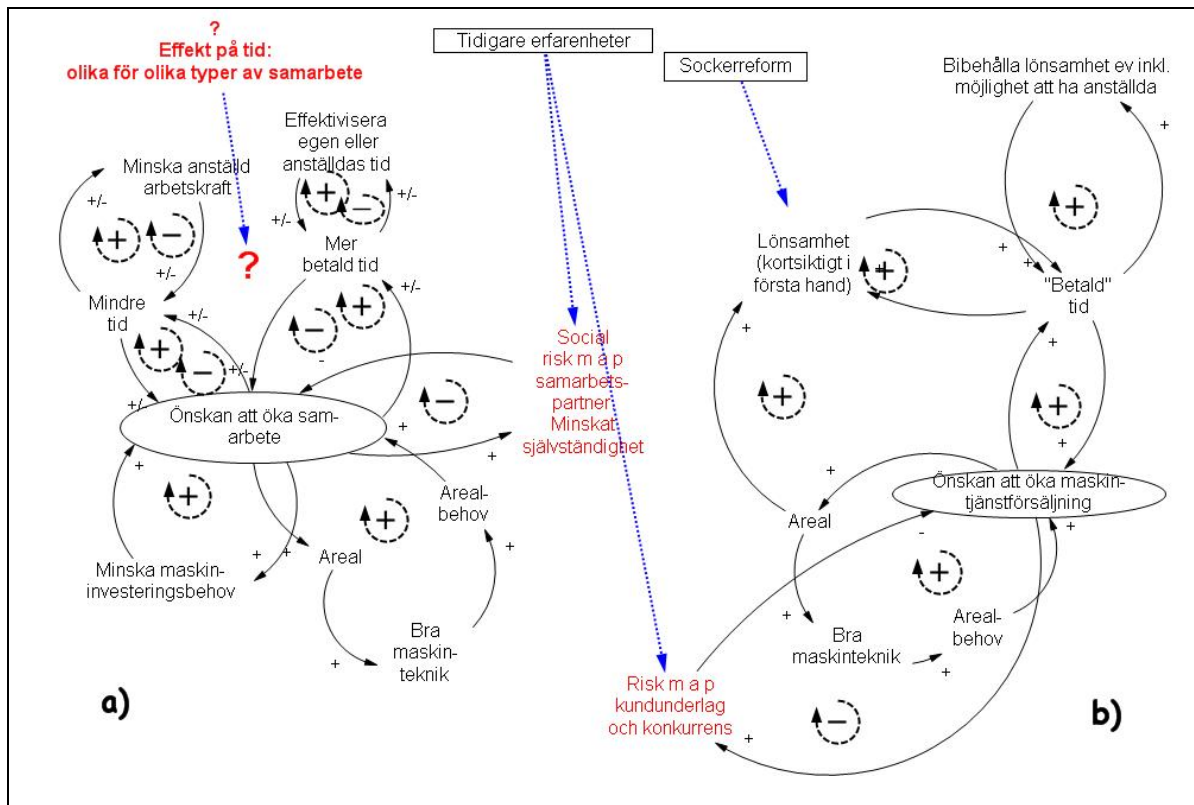 ?
Effekt på tid:
olika för olika typer av samarbete
Tidigare erfarenheter
Sockerreform
Bibehålla lönsamhet ev inkl.
möjlighet att ha anställda
+
Minska anställd
arbetskraft
+/-
+
-
+/-
Effektivisera
egen eller
anställdas tid
+/-
+
-
+/-
?
Mer
betald tid
+/-
Mindre
tid
+/-
+
-
+/-
+/-
-
+
-
Önskan att öka sam-
arbete
Social
risk m a p
samarbets-
partner
Minskat
självständighet
-
+
+
Minska maskin-
investeringsbehov
+
+
+
+
Areal
+
Bra
maskin-
teknik
+
Areal-
behov
+
a)
Lönsamhet
(kortsiktigt i
första hand)
+
+
+
+
"Betald"
tid
+
+
+
+
+
+
+
Önskan att öka maskin-
tjänstförsäljning
+
Areal
+
Bra
maskinteknik
+
Areal-
behov
+
+
-
Risk m a p
kundunderlag
och konkurrens
+
-
b)